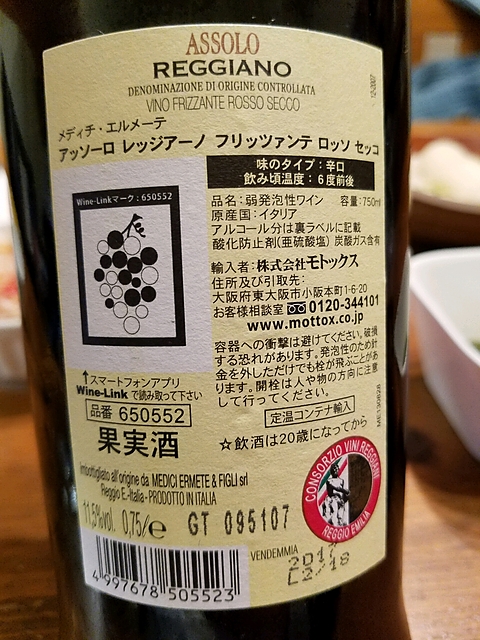 ASSOLO
REGGIANO
DENOMINAZIONE DI ORIGINE CONTROLLATA
VINO FRIZZANTE ROSSO SECCO
12-2007
メディチ・エルメーテ
アッソーロ レッジアーノ フリッツァンテ ロッソ セッコ
Wine-Linkマーク：650552
味のタイプ：辛口
飲み頃温度：６度前後
品名：弱発泡性ワイン 容量：750ml
原産国：イタリア
アルコール分は裏ラベルに記載
酸化防止剤(亜硫酸塩) 炭酸ガス含有
輸入者：株式会社モトックス
住所及び引取先：
大阪府東大阪市小阪本町1-6-20
お客様相談室 0120-344101
www.mottox.co.jp
容器への衝撃は避けてください。破損
する恐れがあります。発泡性のため針
金を外しただけでも栓が飛ぶことがあ
ります。開栓は人や物の方向に注意
して行ってください。
↑スマートフォンアプリ
Wine-Link で読み取って下さい
品番 650552
定温コンテナ輸入
果実酒
☆飲酒は20歳になってから
ME130828
imbottigliato all'origine da MEDICI ERMETE & FIGLI srl
Reggio E.-Italia - PRODOTTO IN ITALIA
11,5%vol. 0,75/e GT 095107
CONSORZIO VINI REGGIANI
REGGIO EMILIA
VENDEMMIA 2017
L2/18
4 997678 505523